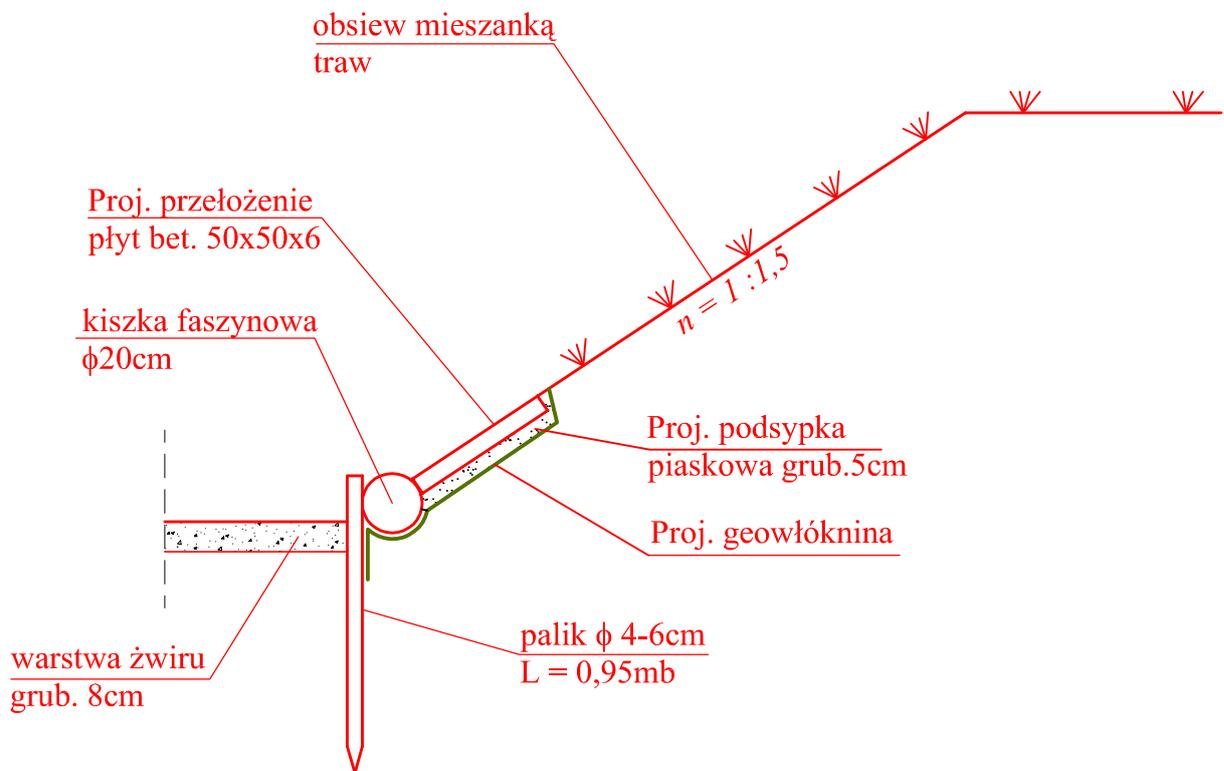 obsiew mieszanką
traw
Proj. przełożenie
płyt bet. 50x50x6
n = 1 :1,5
kiszka faszynowa
ϕ20cm
Proj. podsypka
piaskowa grub.5cm
Proj. geowłóknina
palik ϕ 4-6cm
L = 0,95mb
warstwa żwiru
grub. 8cm